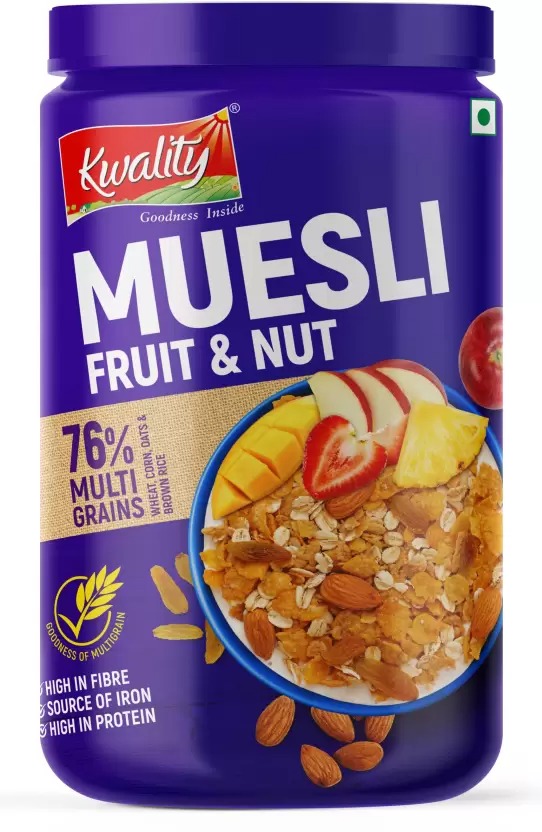 Kwality®
Goodness Inside
MUESLI
FRUIT & NUT
76%
MULTI
GRAINS
WHEAT, CORN, OATS &
BROWN RICE
GOODNESS OF MULTIGRAIN
HIGH IN FIBRE
SOURCE OF IRON
HIGH IN PROTEIN